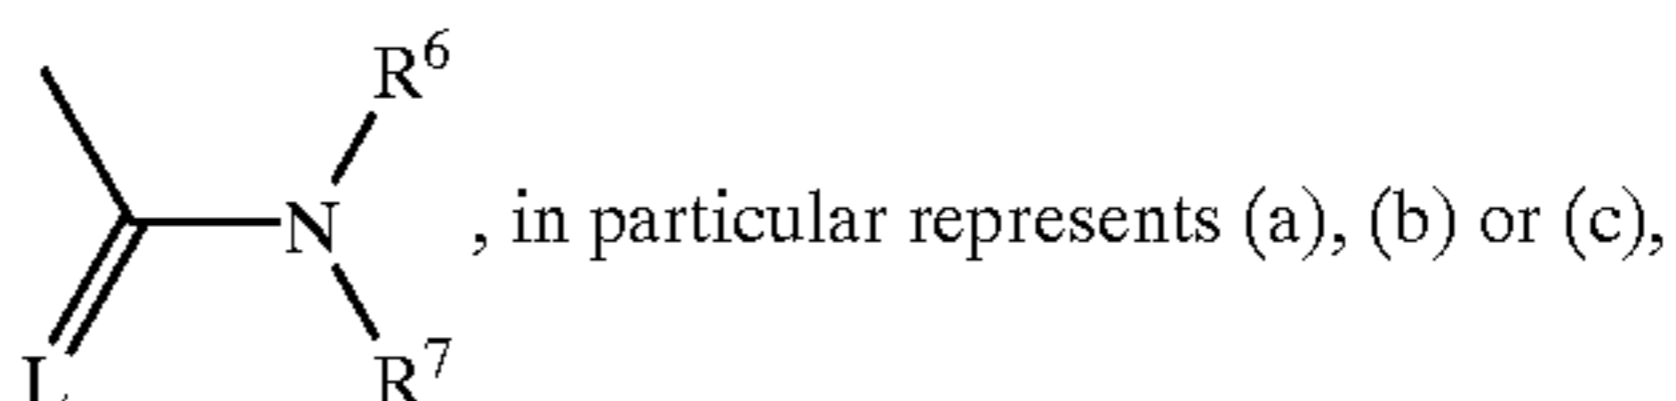 R⁶
N , in particular represents (a), (b) or (c),
L R⁷